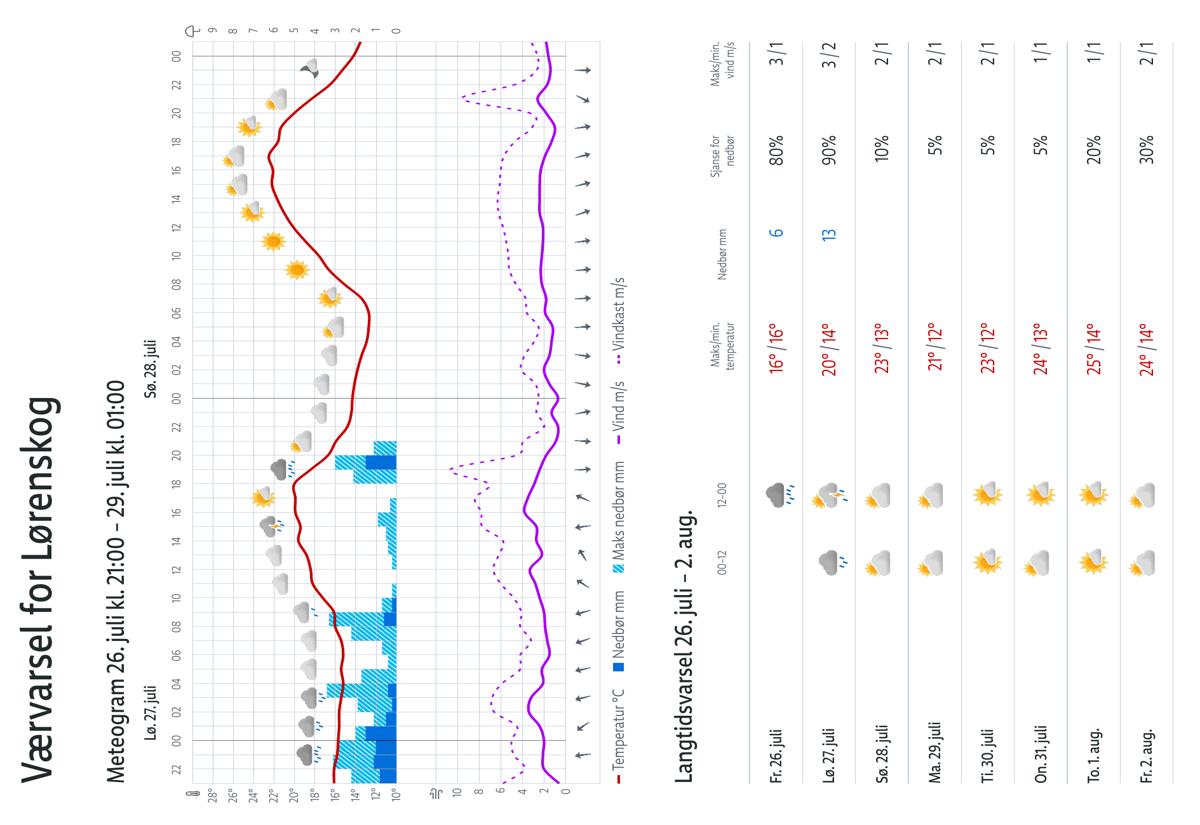 Værvarsel for Lørenskog
Meteogram 26. juli kl. 21:00 – 29. juli kl. 01:00
Lø. 27. juli Sø. 28. juli
22 00 02 04 06 08 10 12 14 16 18 20 22 00 02 04 06 08 10 12 14 16 18 20 22 00
28° 9
26° 8
24° 7
22° 6
20° 5
18° 4
16° 3
14° 2
12° 1
10° 0
10
8
6
4
2
0
Temperatur °C Nedbør mm Maks nedbør mm Vind m/s Vindkast m/s
Langtidsvarsel 26. juli – 2. aug.
00-12 12-00 Maks/min. temperatur Nedbør mm Sjanse for nedbør Maks/min. vind m/s
Fr. 26. juli 16° / 16° 6 80% 3 / 1
Lø. 27. juli 20° / 14° 13 90% 3 / 2
Sø. 28. juli 23° / 13° 10% 2 / 1
Ma. 29. juli 21° / 12° 5% 2 / 1
Ti. 30. juli 23° / 12° 5% 2 / 1
On. 31. juli 24° / 13° 5% 1 / 1
To. 1. aug. 25° / 14° 20% 1 / 1
Fr. 2. aug. 24° / 14° 30% 2 / 1